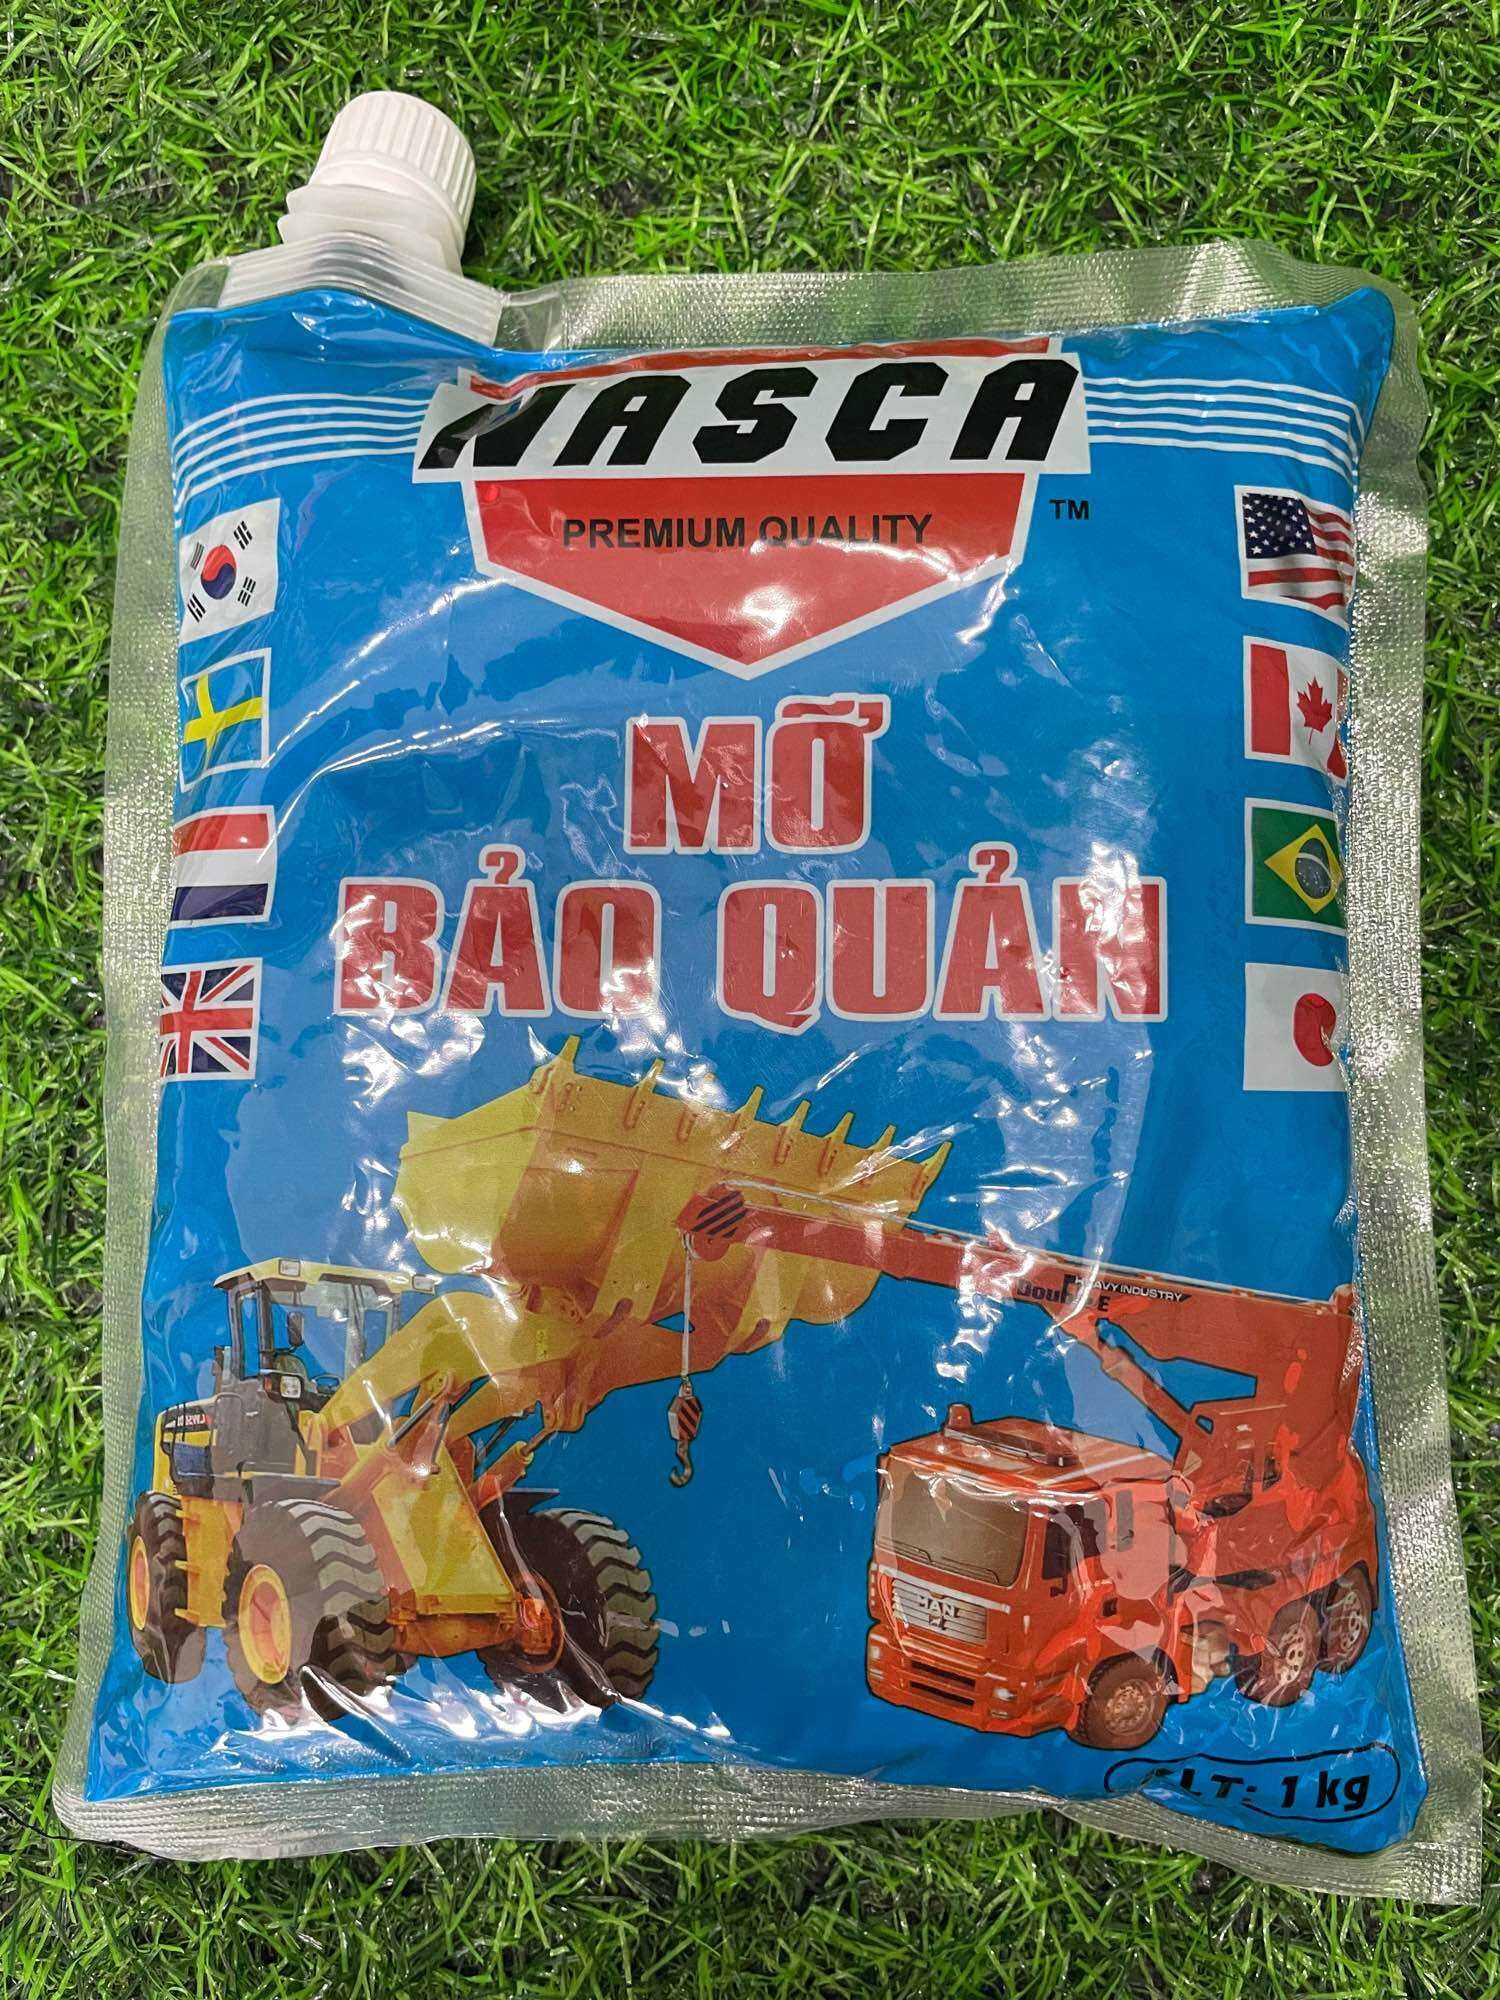 NASCA
PREMIUM QUALITY
TM
MỠ
BẢO QUẢN
HEAVY INDUSTRY
MAN
KLT: 1 kg